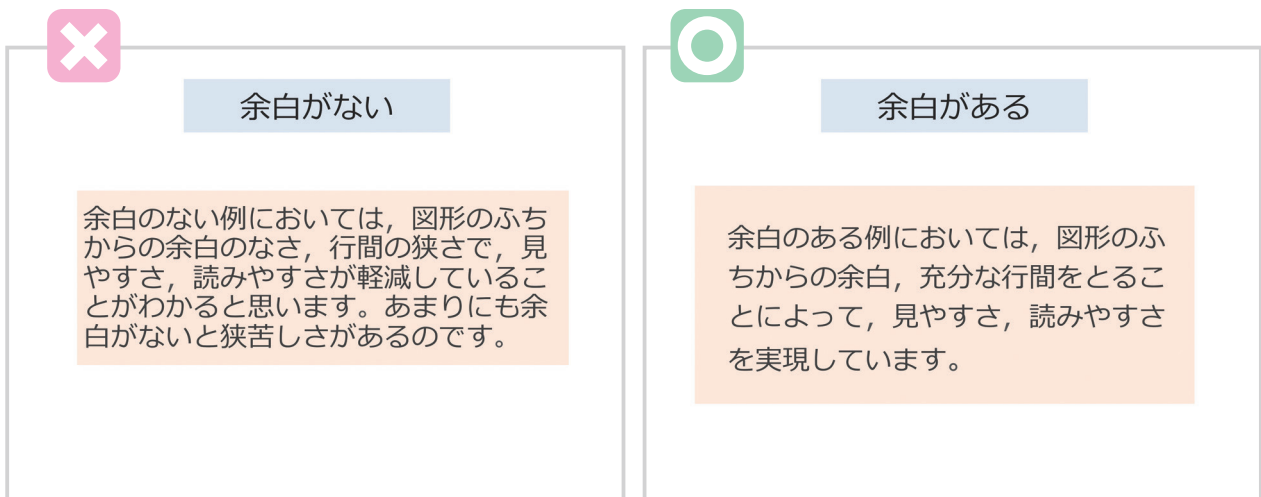 余白がない
余白のない例においては，図形のふち
からの余白のなさ，行間の狭さで，見
やすさ，読みやすさが軽減しているこ
とがわかると思います。あまりにも余
白がないと狭苦しさがあるのです。
余白がある
余白のある例においては，図形のふ
ちからの余白，充分な行間をとるこ
とによって，見やすさ，読みやすさ
を実現しています。